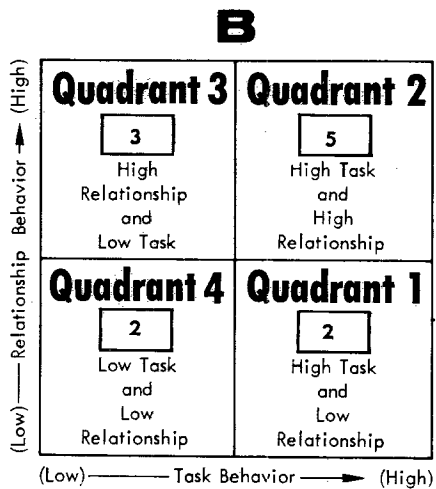 B
Quadrant 3
3
High
Relationship
and
Low Task
Quadrant 2
5
High Task
and
High
Relationship
Quadrant 4
2
Low Task
and
Low
Relationship
Quadrant 1
2
High Task
and
Low
Relationship
(Low) Relationship Behavior (High)
(Low) Task Behavior (High)